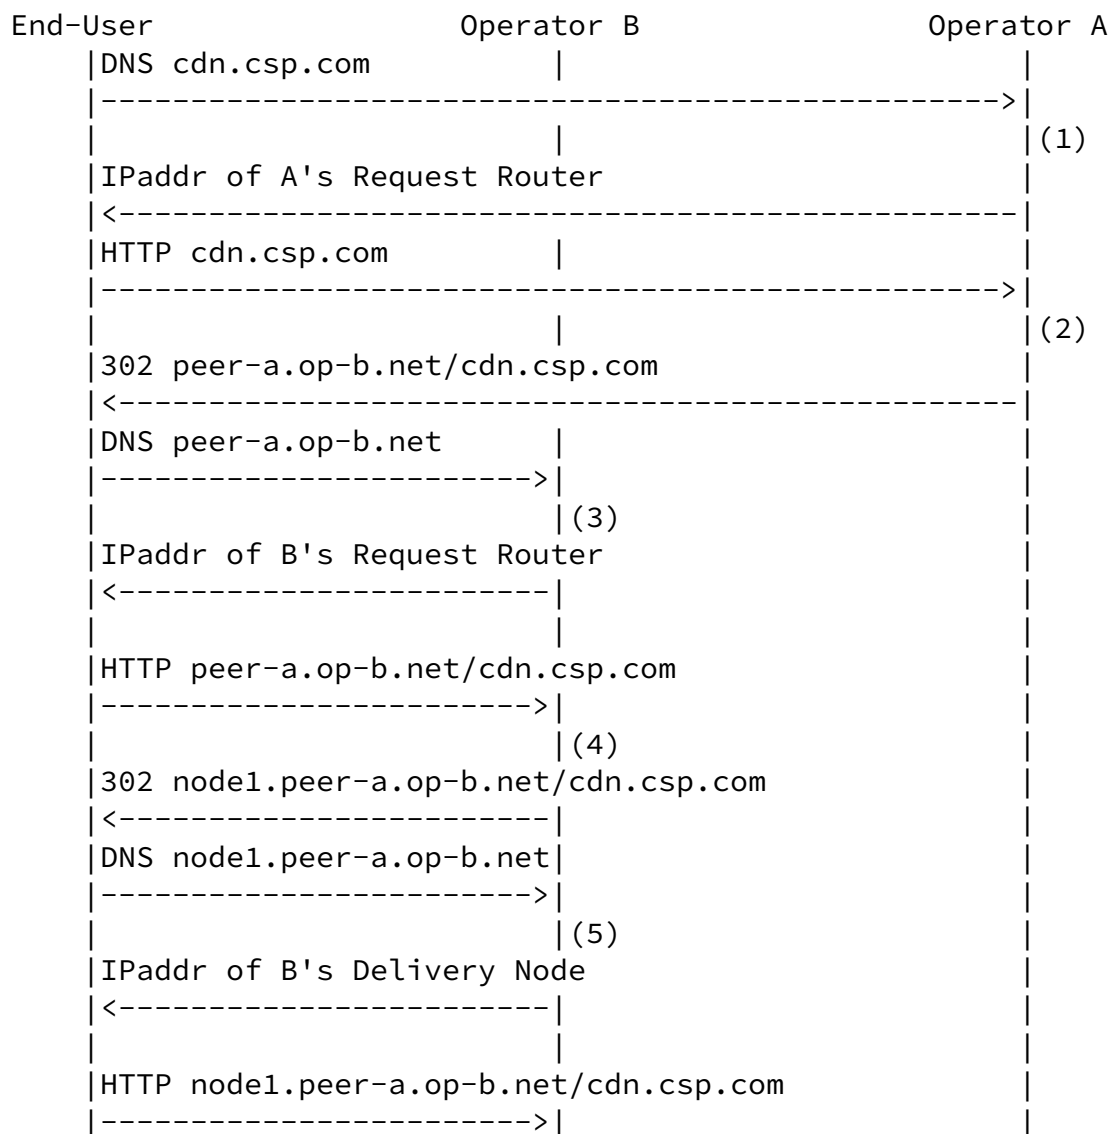 End-User                 Operator B                Operator A
    |DNS cdn.csp.com          |                         |
    |-------------------------------------------------->|
    |                         |                         |(1)
    |IPaddr of A's Request Router                       |
    |<--------------------------------------------------|
    |HTTP cdn.csp.com         |                         |
    |-------------------------------------------------->|
    |                         |                         |(2)
    |302 peer-a.op-b.net/cdn.csp.com                    |
    |<--------------------------------------------------|
    |DNS peer-a.op-b.net      |                         |
    |------------------------>|                         |
    |                         |(3)                      |
    |IPaddr of B's Request Router                       |
    |<------------------------|                         |
    |                         |                         |
    |HTTP peer-a.op-b.net/cdn.csp.com                   |
    |------------------------>|                         |
    |                         |(4)                      |
    |302 node1.peer-a.op-b.net/cdn.csp.com              |
    |<------------------------|                         |
    |DNS node1.peer-a.op-b.net|                         |
    |------------------------>|                         |
    |                         |(5)                      |
    |IPaddr of B's Delivery Node                        |
    |<------------------------|                         |
    |                         |                         |
    |HTTP node1.peer-a.op-b.net/cdn.csp.com             |
    |------------------------>|                         |